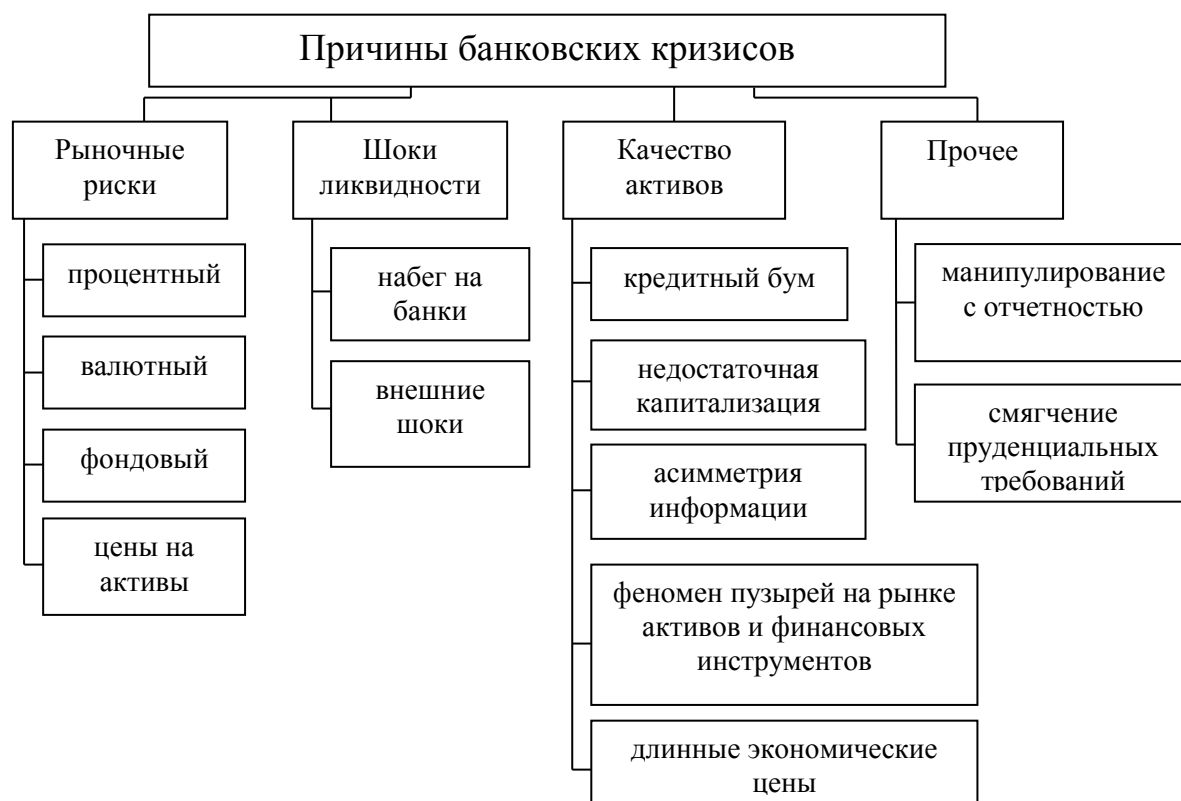 Причины банковских кризисов
Рыночные
риски
Шоки
ликвидности
Качество
активов
Прочее
процентный
валютный
фондовый
цены на
активы
набег на
банки
внешние
шоки
кредитный бум
недостаточная
капитализация
асимметрия
информации
феномен пузырей на рынке
активов и финансовых
инструментов
длинные экономические
цены
манипулирование
с отчетностью
смягчение
пруденциальных
требований